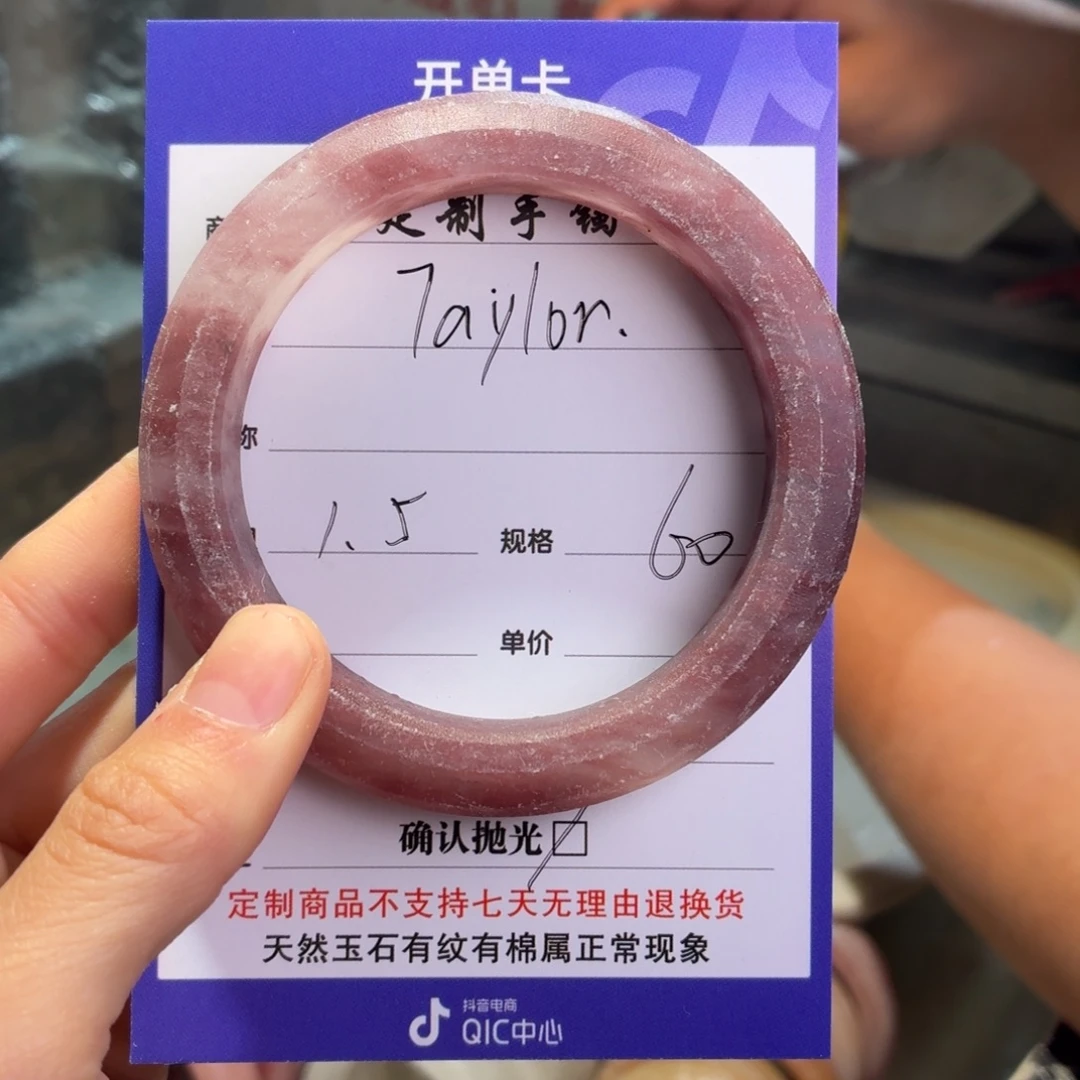 开单卡
商 定制手镯
Taylor.
称
1.5 规格 60
单价
确认抛光
定制商品不支持七天无理由退换货
天然玉石有纹有棉属正常现象
抖音电商
QIC中心